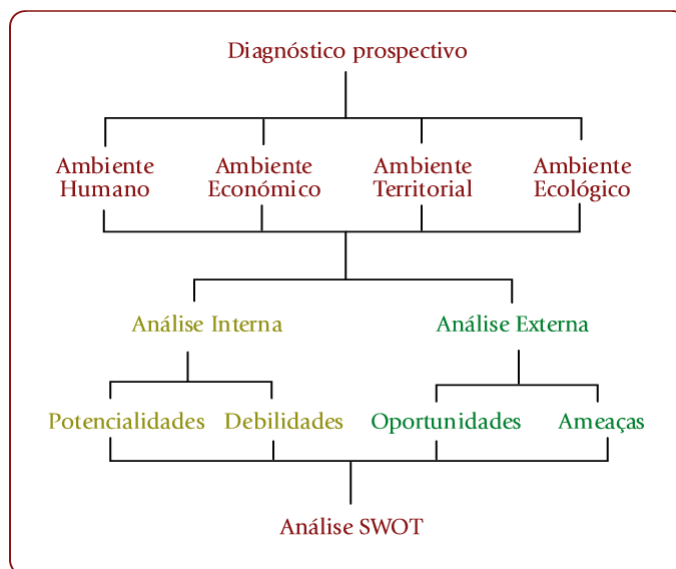 Diagnóstico prospectivo
Ambiente Humano
Ambiente Económico
Ambiente Territorial
Ambiente Ecológico
Análise Interna
Análise Externa
Potencialidades
Debilidades
Oportunidades
Ameaças
Análise SWOT